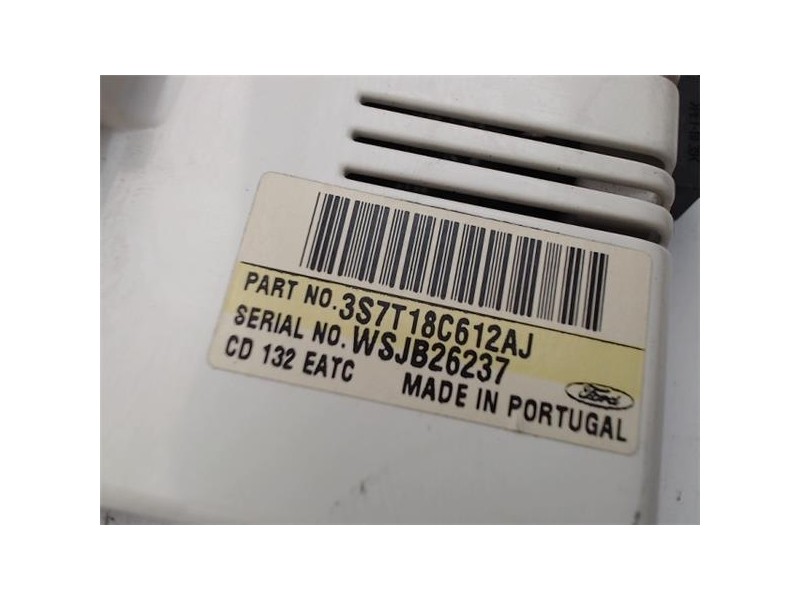 PART NO. 3S7T18C612AJ
SERIAL NO. WSJB26237
CD 132 EATC MADE IN PORTUGAL
Ford